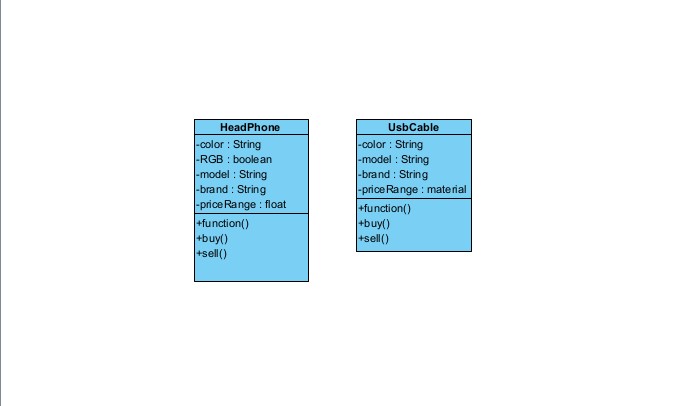 HeadPhone
-color : String
-RGB : boolean
-model : String
-brand : String
-priceRange : float
+function()
+buy()
+sell()
UsbCable
-color : String
-model : String
-brand : String
-priceRange : material
+function()
+buy()
+sell()